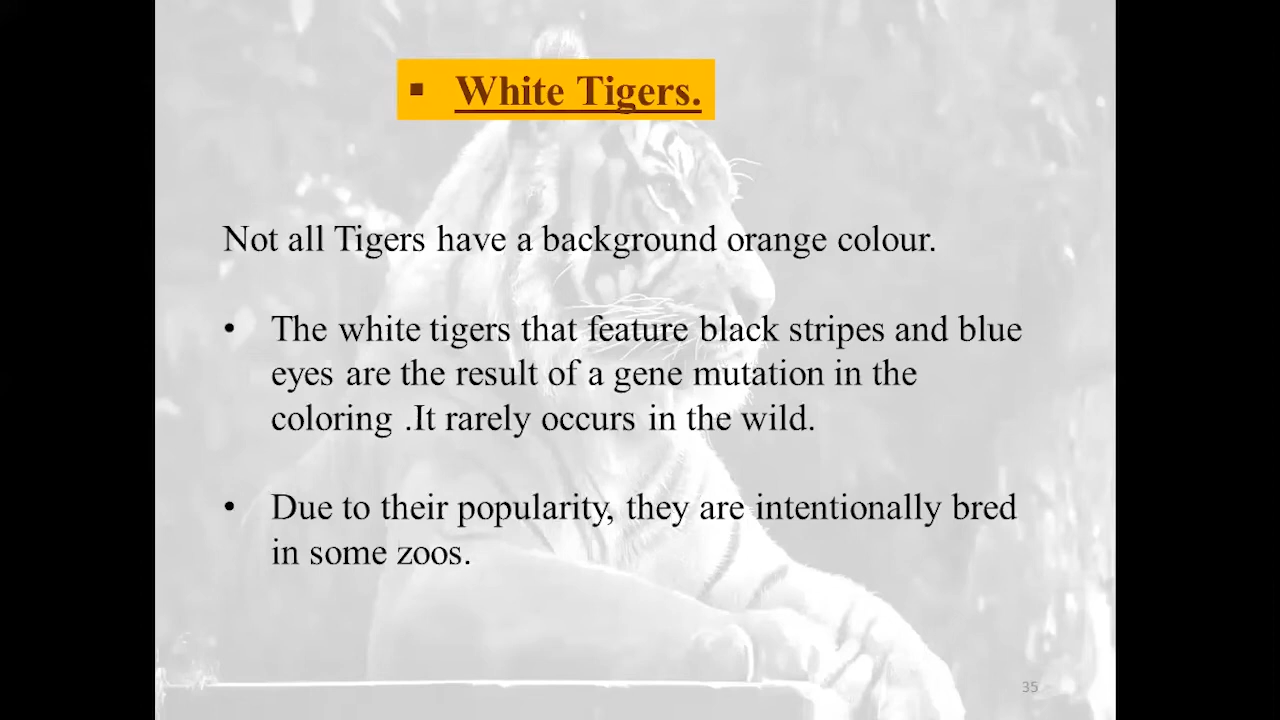 ▪ White Tigers.
Not all Tigers have a background orange colour.
• The white tigers that feature black stripes and blue
eyes are the result of a gene mutation in the
coloring .It rarely occurs in the wild.
• Due to their popularity, they are intentionally bred
in some zoos.
35